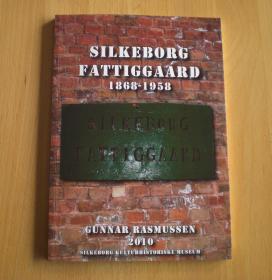 SILKEBORG
FATTIGGAARD
1868-1958
SILKEBORG
FATTIGGAARD
GUNNAR RASMUSSEN
2010
SILKEBORG KULTURHISTORISKE MUSEUM